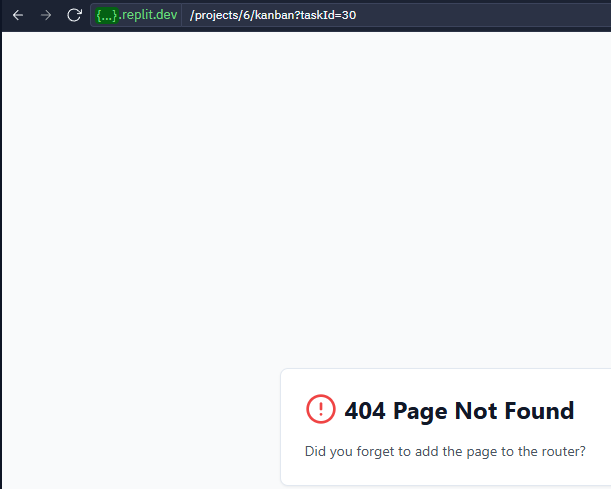 {...}.replit.dev /projects/6/kanban?taskId=30
404 Page Not Found
Did you forget to add the page to the router?